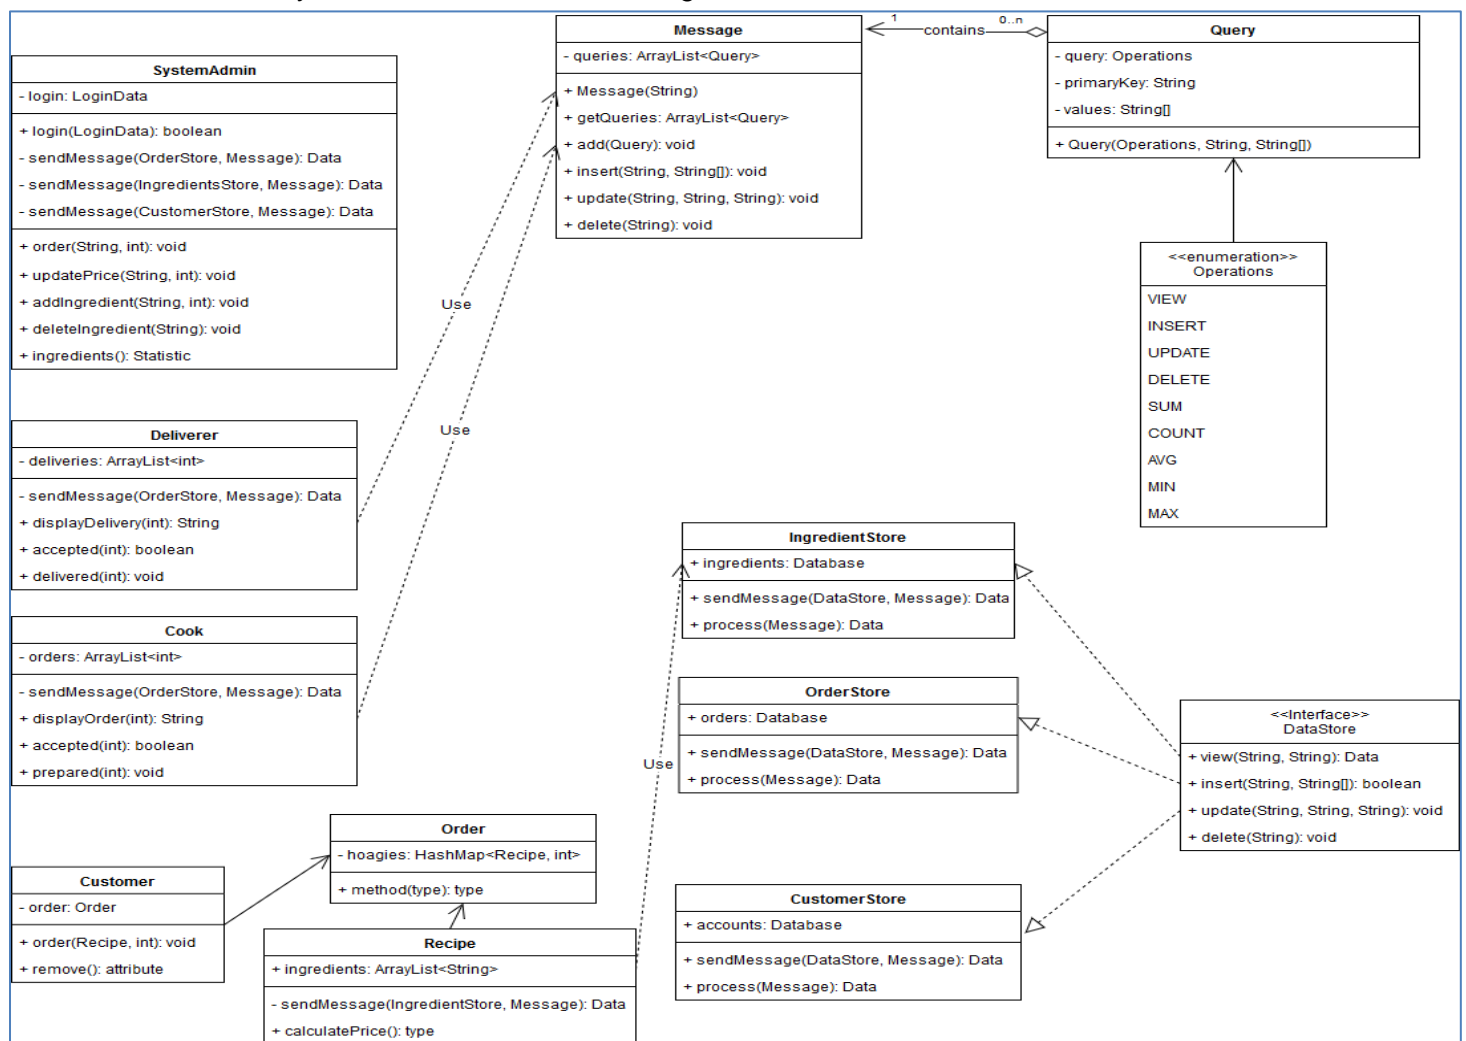 SystemAdmin
- login: LoginData
+ login(LoginData): boolean
- sendMessage(OrderStore, Message): Data
- sendMessage(IngredientsStore, Message): Data
- sendMessage(CustomerStore, Message): Data
+ order(String, int): void
+ updatePrice(String, int): void
+ addIngredient(String, int): void
+ deleteIngredient(String): void
+ ingredients(): Statistic
Message
- queries: ArrayList<Query>
+ Message(String)
+ getQueries: ArrayList<Query>
+ add(Query): void
+ insert(String, String[]): void
+ update(String, String, String): void
+ delete(String): void
1
contains
0..n
Query
- query: Operations
- primaryKey: String
- values: String[]
+ Query(Operations, String, String[])
<<enumeration>>
Operations
VIEW
INSERT
UPDATE
DELETE
SUM
COUNT
AVG
MIN
MAX
Use
Use
Deliverer
- deliveries: ArrayList<int>
- sendMessage(OrderStore, Message): Data
+ displayDelivery(int): String
+ accepted(int): boolean
+ delivered(int): void
Cook
- orders: ArrayList<int>
- sendMessage(OrderStore, Message): Data
+ displayOrder(int): String
+ accepted(int): boolean
+ prepared(int): void
IngredientStore
+ ingredients: Database
+ sendMessage(DataStore, Message): Data
+ process(Message): Data
OrderStore
+ orders: Database
+ sendMessage(DataStore, Message): Data
+ process(Message): Data
Use
<<Interface>>
DataStore
+ view(String, String): Data
+ insert(String, String[]): boolean
+ update(String, String, String): void
+ delete(String): void
Order
- hoagies: HashMap<Recipe, int>
+ method(type): type
Customer
- order: Order
+ order(Recipe, int): void
+ remove(): attribute
CustomerStore
+ accounts: Database
+ sendMessage(DataStore, Message): Data
+ process(Message): Data
Recipe
+ ingredients: ArrayList<String>
- sendMessage(IngredientStore, Message): Data
+ calculatePrice(): type